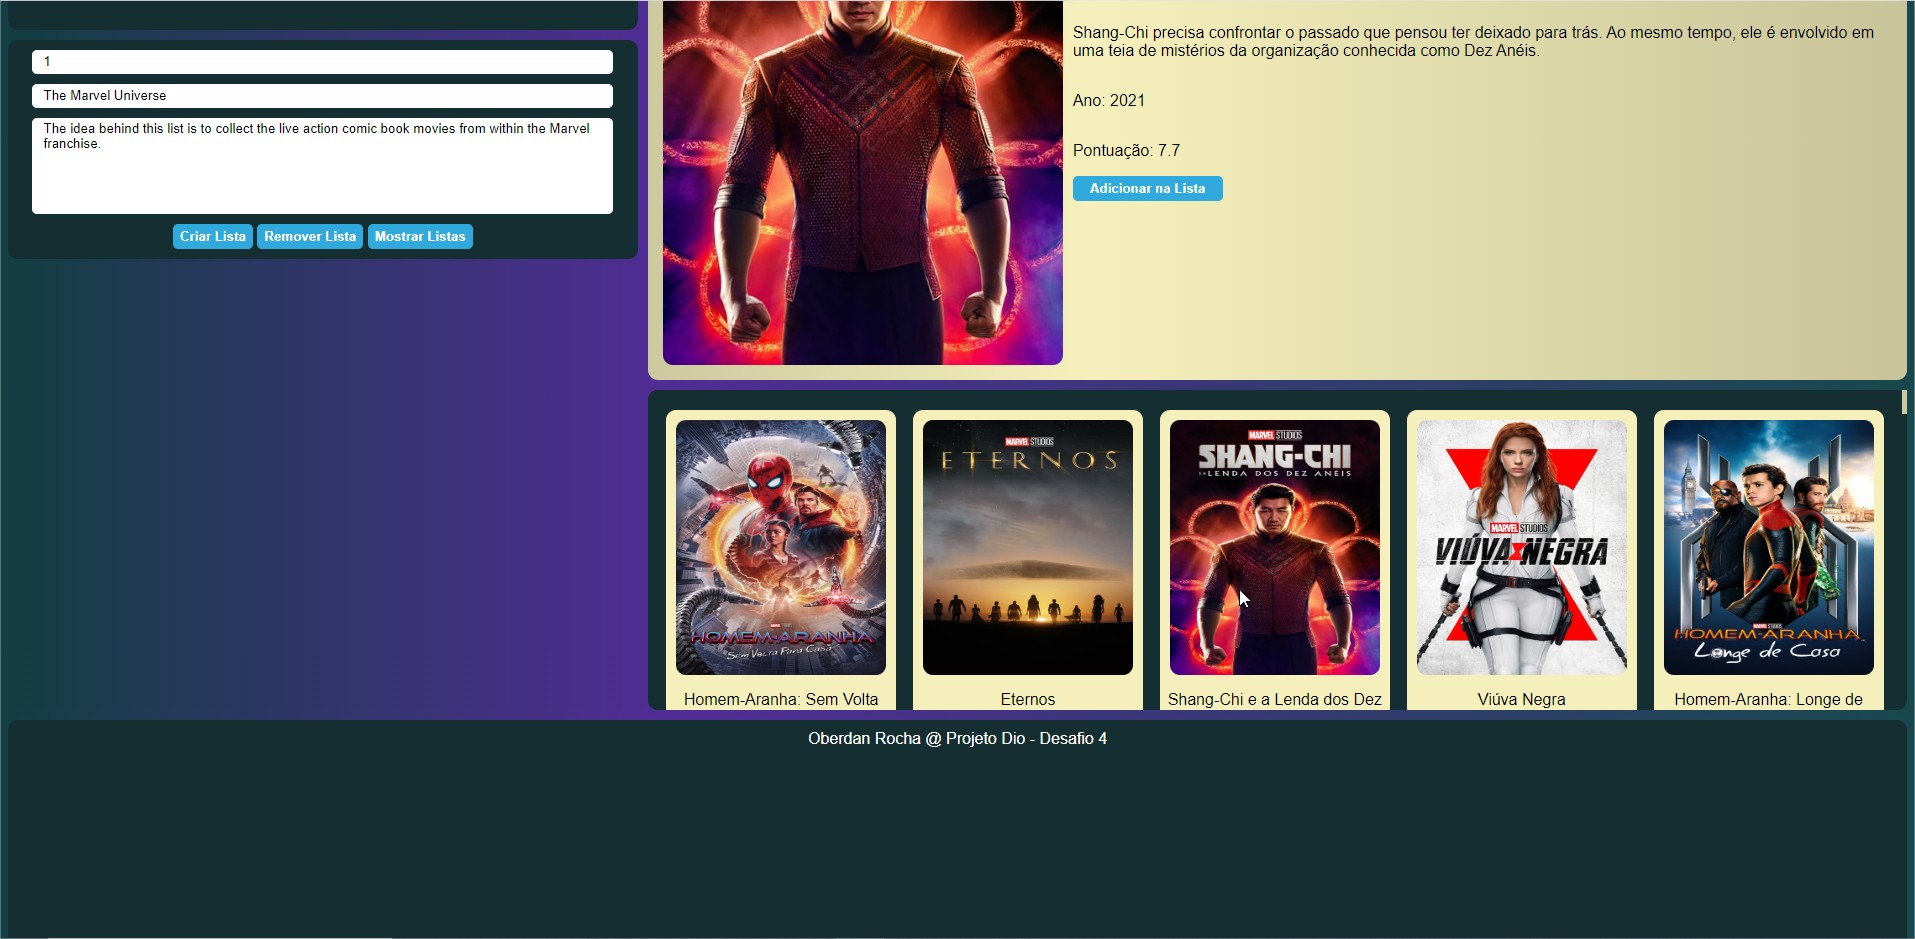 1
The Marvel Universe
The idea behind this list is to collect the live action comic book movies from within the Marvel
franchise.
Criar Lista
Remover Lista
Mostrar Listas
Shang-Chi precisa confrontar o passado que pensou ter deixado para trás. Ao mesmo tempo, ele é envolvido em
uma teia de mistérios da organização conhecida como Dez Anéis.
Ano: 2021
Pontuação: 7.7
Adicionar na Lista
HOMEM-ARANHA
SEM VOLTA PARA CASA
Homem-Aranha: Sem Volta
MARVEL STUDIOS
ETERNOS
Eternos
MARVEL STUDIOS
SHANG-CHI
E A LENDA DOS DEZ ANÉIS
Shang-Chi e a Lenda dos Dez
MARVEL STUDIOS
VIÚVA NEGRA
Viúva Negra
MARVEL STUDIOS
HOMEM-ARANHA
Longe de Casa
Homem-Aranha: Longe de
Oberdan Rocha @ Projeto Dio - Desafio 4